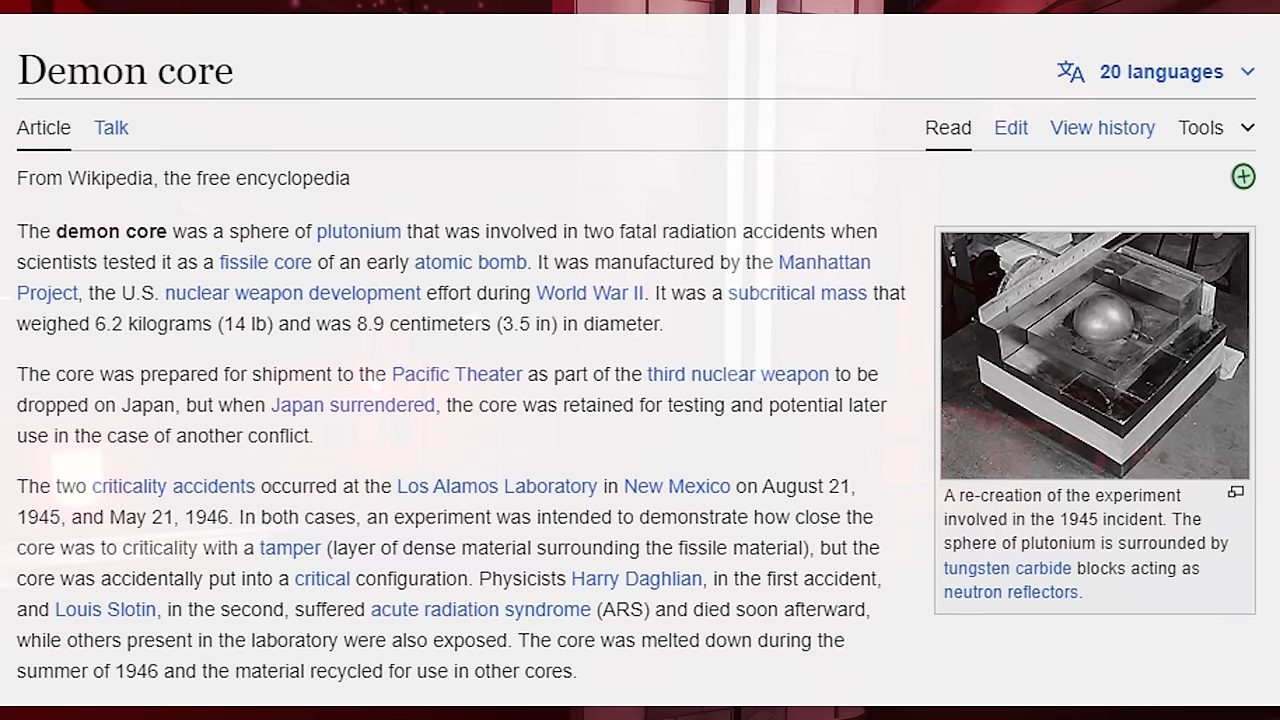 Demon core
20 languages
Article Talk
Read Edit View history Tools
From Wikipedia, the free encyclopedia
The demon core was a sphere of plutonium that was involved in two fatal radiation accidents when
scientists tested it as a fissile core of an early atomic bomb. It was manufactured by the Manhattan
Project, the U.S. nuclear weapon development effort during World War II. It was a subcritical mass that
weighed 6.2 kilograms (14 lb) and was 8.9 centimeters (3.5 in) in diameter.
The core was prepared for shipment to the Pacific Theater as part of the third nuclear weapon to be
dropped on Japan, but when Japan surrendered, the core was retained for testing and potential later
use in the case of another conflict.
The two criticality accidents occurred at the Los Alamos Laboratory in New Mexico on August 21,
1945, and May 21, 1946. In both cases, an experiment was intended to demonstrate how close the
core was to criticality with a tamper (layer of dense material surrounding the fissile material), but the
core was accidentally put into a critical configuration. Physicists Harry Daghlian, in the first accident,
and Louis Slotin, in the second, suffered acute radiation syndrome (ARS) and died soon afterward,
while others present in the laboratory were also exposed. The core was melted down during the
summer of 1946 and the material recycled for use in other cores.
A re-creation of the experiment
involved in the 1945 incident. The
sphere of plutonium is surrounded by
tungsten carbide blocks acting as
neutron reflectors.